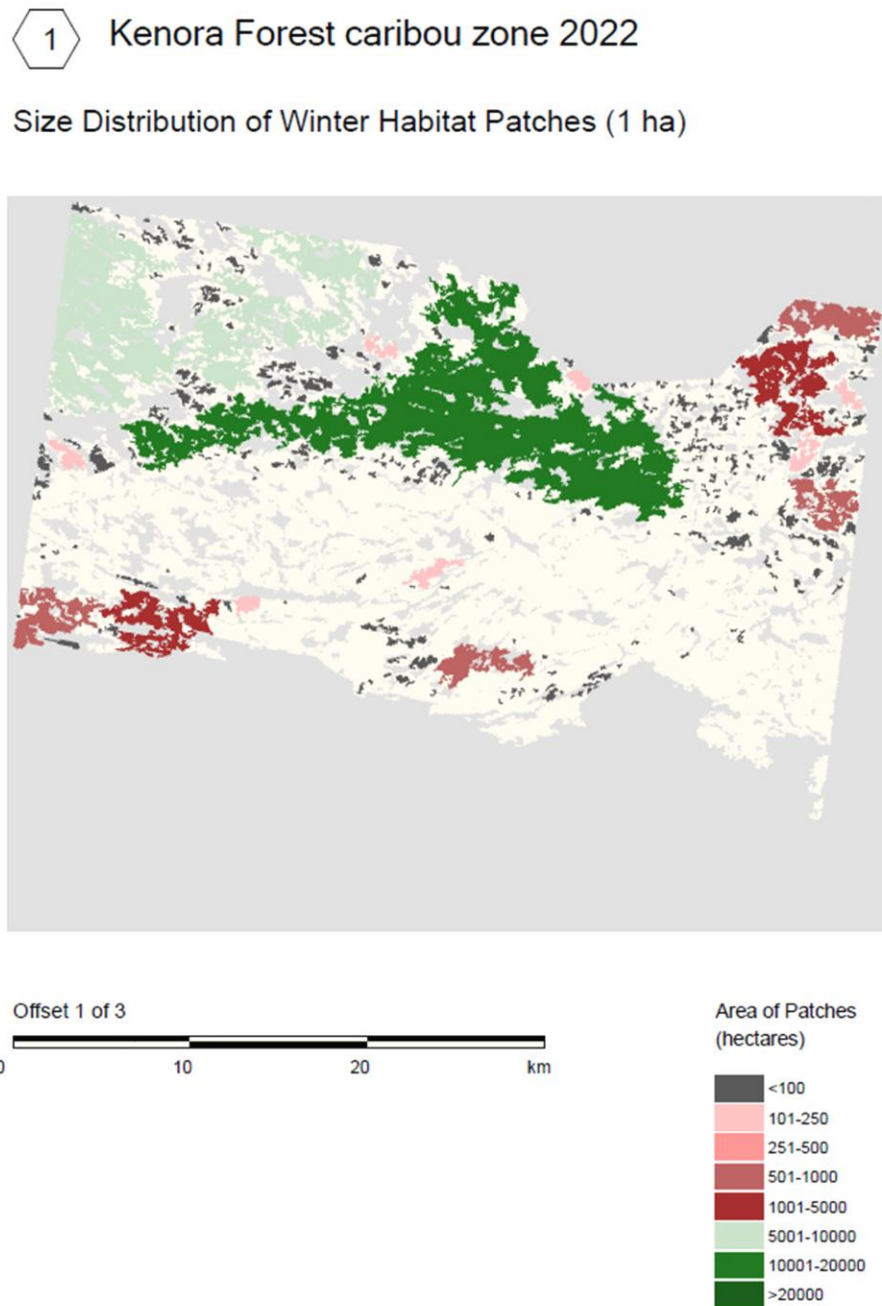 1 Kenora Forest caribou zone 2022
Size Distribution of Winter Habitat Patches (1 ha)
Offset 1 of 3
0 10 20 km
Area of Patches
(hectares)
<100
101-250
251-500
501-1000
1001-5000
5001-10000
10001-20000
>20000